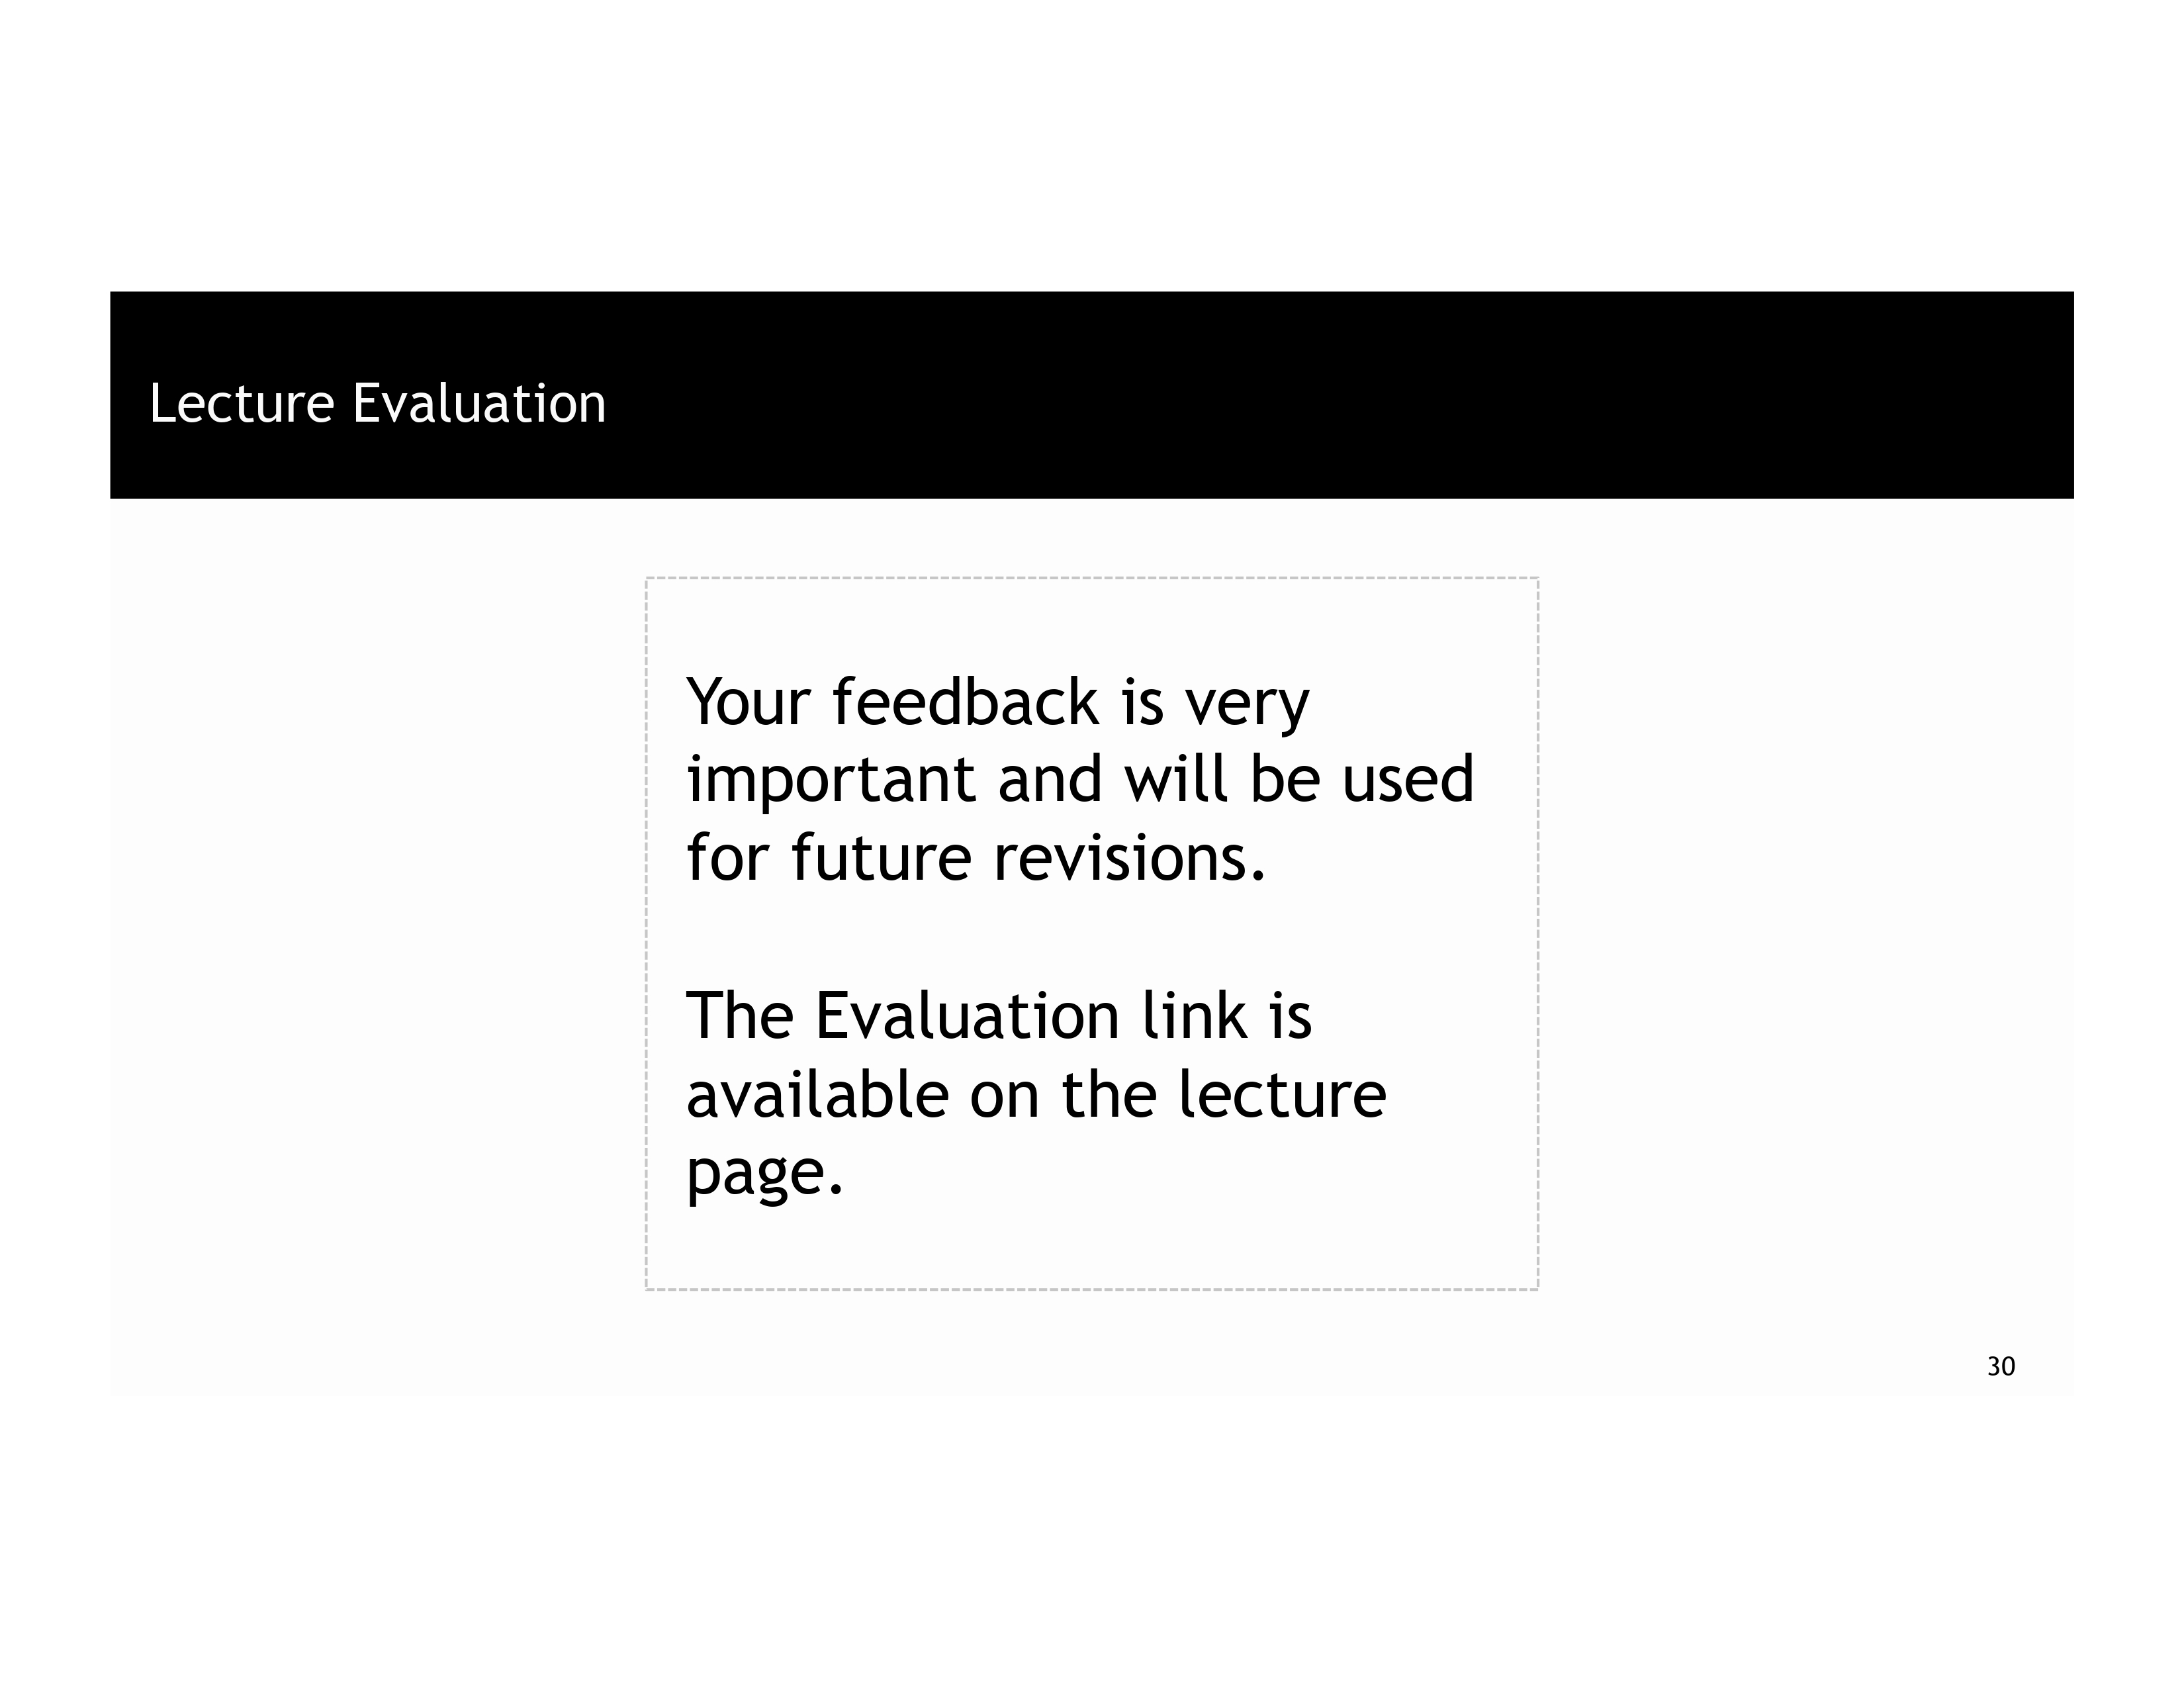 Lecture Evaluation
Your feedback is very
important and will be used
for future revisions.
The Evaluation link is
available on the lecture
page.
30